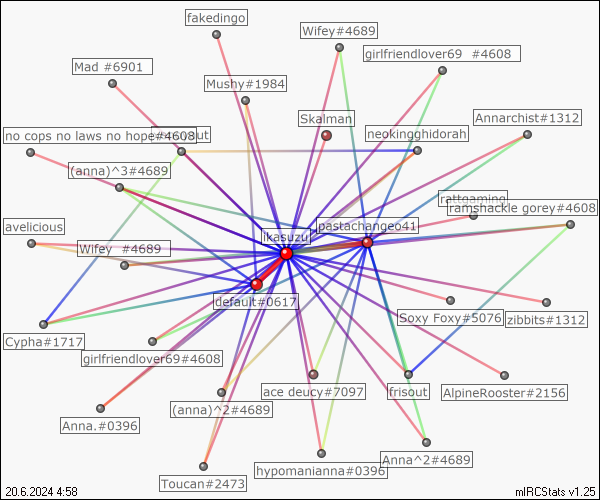 fakedingo
Wifey#4689
girlfriendlover69 #4608
Mad #6901
Mushy#1984
Skalman
Annarchist#1312
no cops no laws no hope#4608
out
neokingghidorah
(anna)^3#4689
rattgaming
ramshackle gorey#4608
avelicious
pastachangeo41
ikasuzu
Wifey #4689
default#0617
Soxy Foxy#5076
zibbits#1312
Cypha#1717
girlfriendlover69#4608
ace deucy#7097
frisout
AlpineRooster#2156
(anna)^2#4689
Anna.#0396
Anna^2#4689
hypomanianna#0396
Toucan#2473
20.6.2024 4:58
mIRCStats v1.25